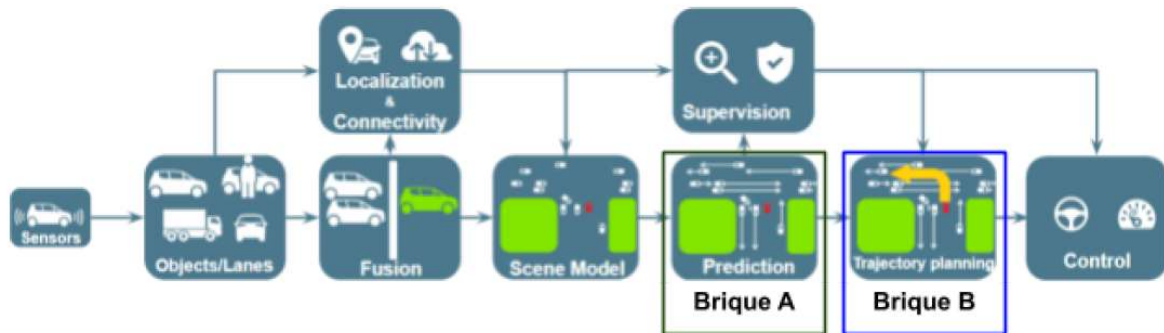 Localization
&
Connectivity
Supervision
Sensors
Objects/Lanes
Fusion
Scene Model
Prediction
Trajectory planning
Control
Brique A
Brique B